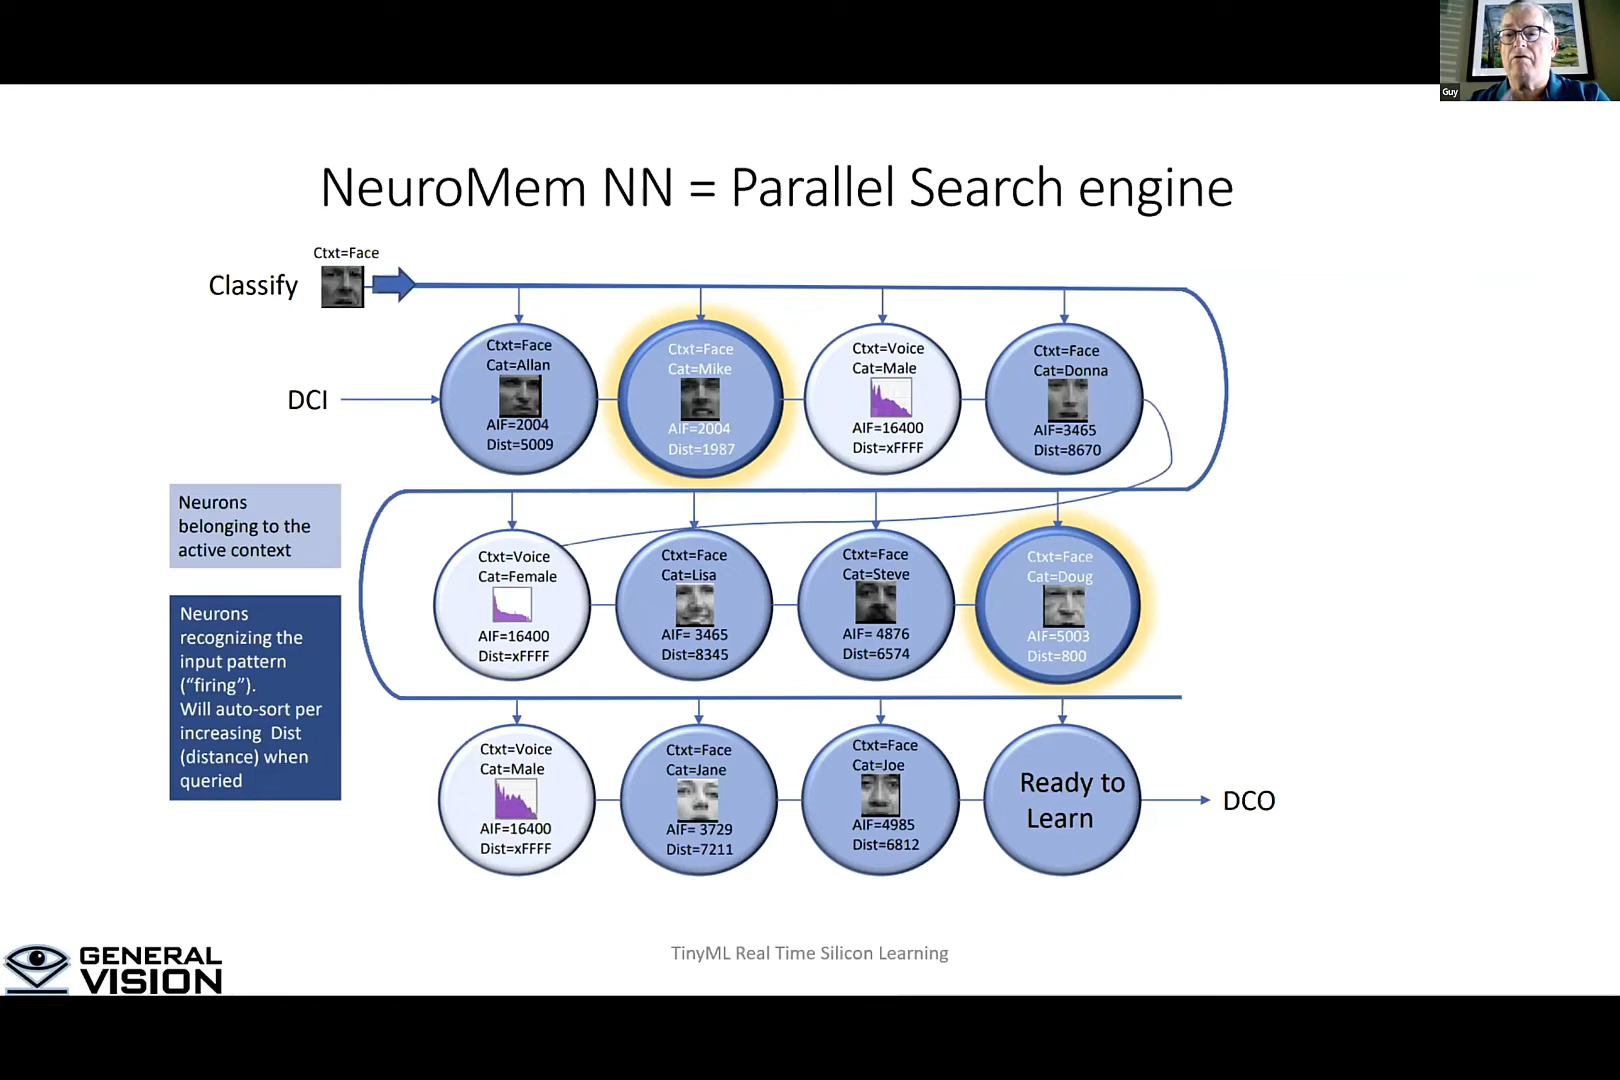 Guy
NeuroMem NN = Parallel Search engine
Ctxt=Face
Classify
DCI
Ctxt=Face
Cat=Allan
AIF=2004
Dist=5009
Ctxt=Face
Cat=Mike
AIF=2004
Dist=1987
Ctxt=Voice
Cat=Male
AIF=16400
Dist=xFFFF
Ctxt=Face
Cat=Donna
AIF=3465
Dist=8670
Neurons
belonging to the
active context
Neurons
recognizing the
input pattern
(“firing”).
Will auto-sort per
increasing Dist
(distance) when
queried
Ctxt=Voice
Cat=Female
AIF=16400
Dist=xFFFF
Ctxt=Face
Cat=Lisa
AIF= 3465
Dist=8345
Ctxt=Face
Cat=Steve
AIF= 4876
Dist=6574
Ctxt=Face
Cat=Doug
AIF=5003
Dist=800
Ctxt=Voice
Cat=Male
AIF=16400
Dist=xFFFF
Ctxt=Face
Cat=Jane
AIF= 3729
Dist=7211
Ctxt=Face
Cat=Joe
AIF=4985
Dist=6812
Ready to
Learn
DCO
GENERAL
VISION
TinyML Real Time Silicon Learning